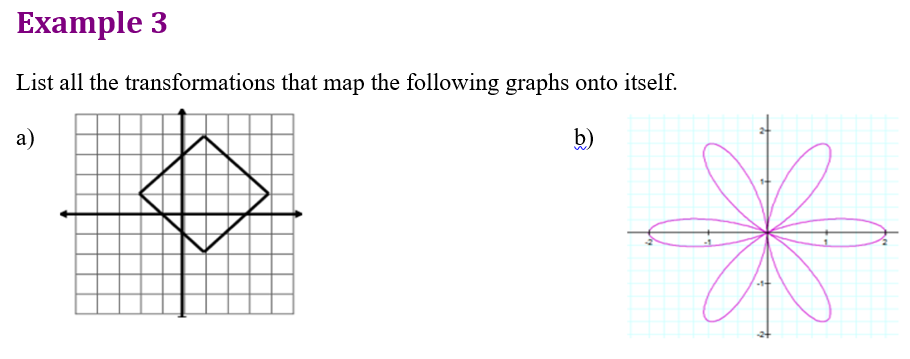 Example 3
List all the transformations that map the following graphs onto itself.
a)
b)
2
1
-2
-1
1
2
-1
-2